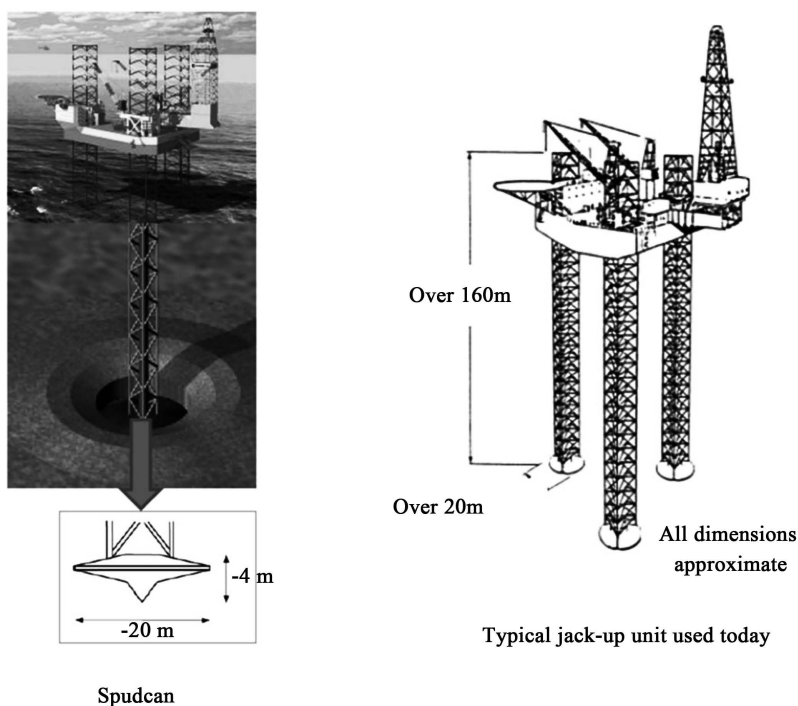 Over 160m
Over 20m
All dimensions
approximate
-4 m
-20 m
Typical jack-up unit used today
Spudcan